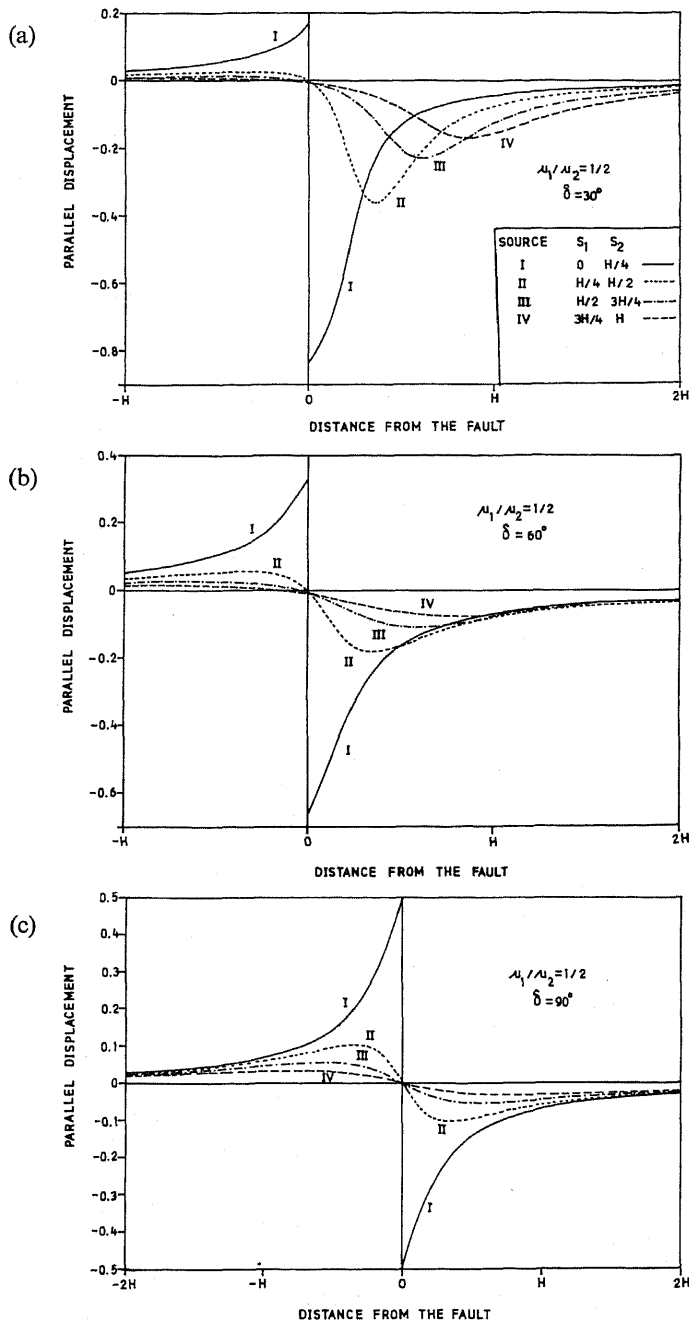 (a)
0.2
0
-0.2
-0.4
-0.6
-0.8
PARALLEL DISPLACEMENT
I
I
II
III
IV
μ₁/μ₂=1/2
δ=30°
SOURCE S₁ S₂
I 0 H/4
II H/4 H/2
III H/2 3H/4
IV 3H/4 H
-H 0 H 2H
DISTANCE FROM THE FAULT
(b)
0.4
0.2
0
-0.2
-0.4
-0.6
PARALLEL DISPLACEMENT
I
II
IV
III
II
I
μ₁/μ₂=1/2
δ=60°
-H 0 H 2H
DISTANCE FROM THE FAULT
(c)
0.5
0.4
0.3
0.2
0.1
0
-0.1
-0.2
-0.3
-0.4
-0.5
PARALLEL DISPLACEMENT
I
II
III
IV
II
I
μ₁/μ₂=1/2
δ=90°
-2H -H 0 H 2H
DISTANCE FROM THE FAULT